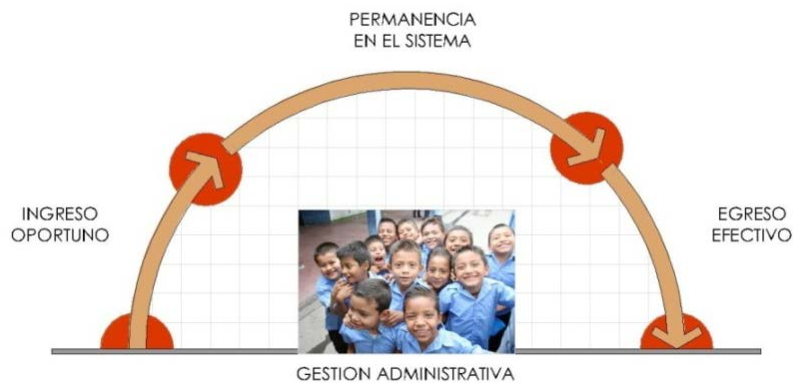 PERMANENCIA
EN EL SISTEMA
INGRESO
OPORTUNO
EGRESO
EFECTIVO
GESTION ADMINISTRATIVA